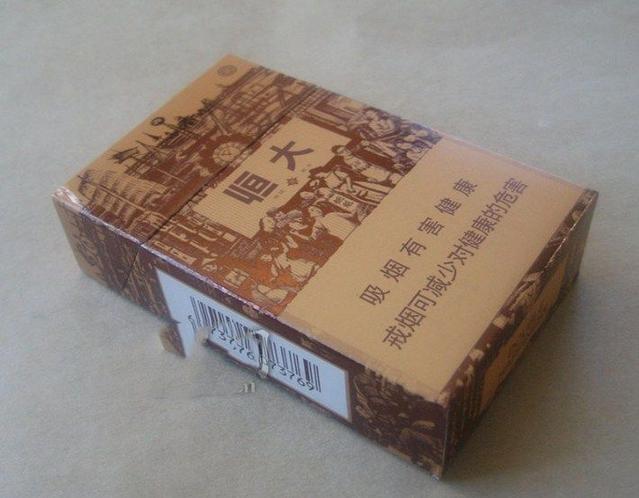 恒大
吸烟有害健康
戒烟可减少对健康的危害